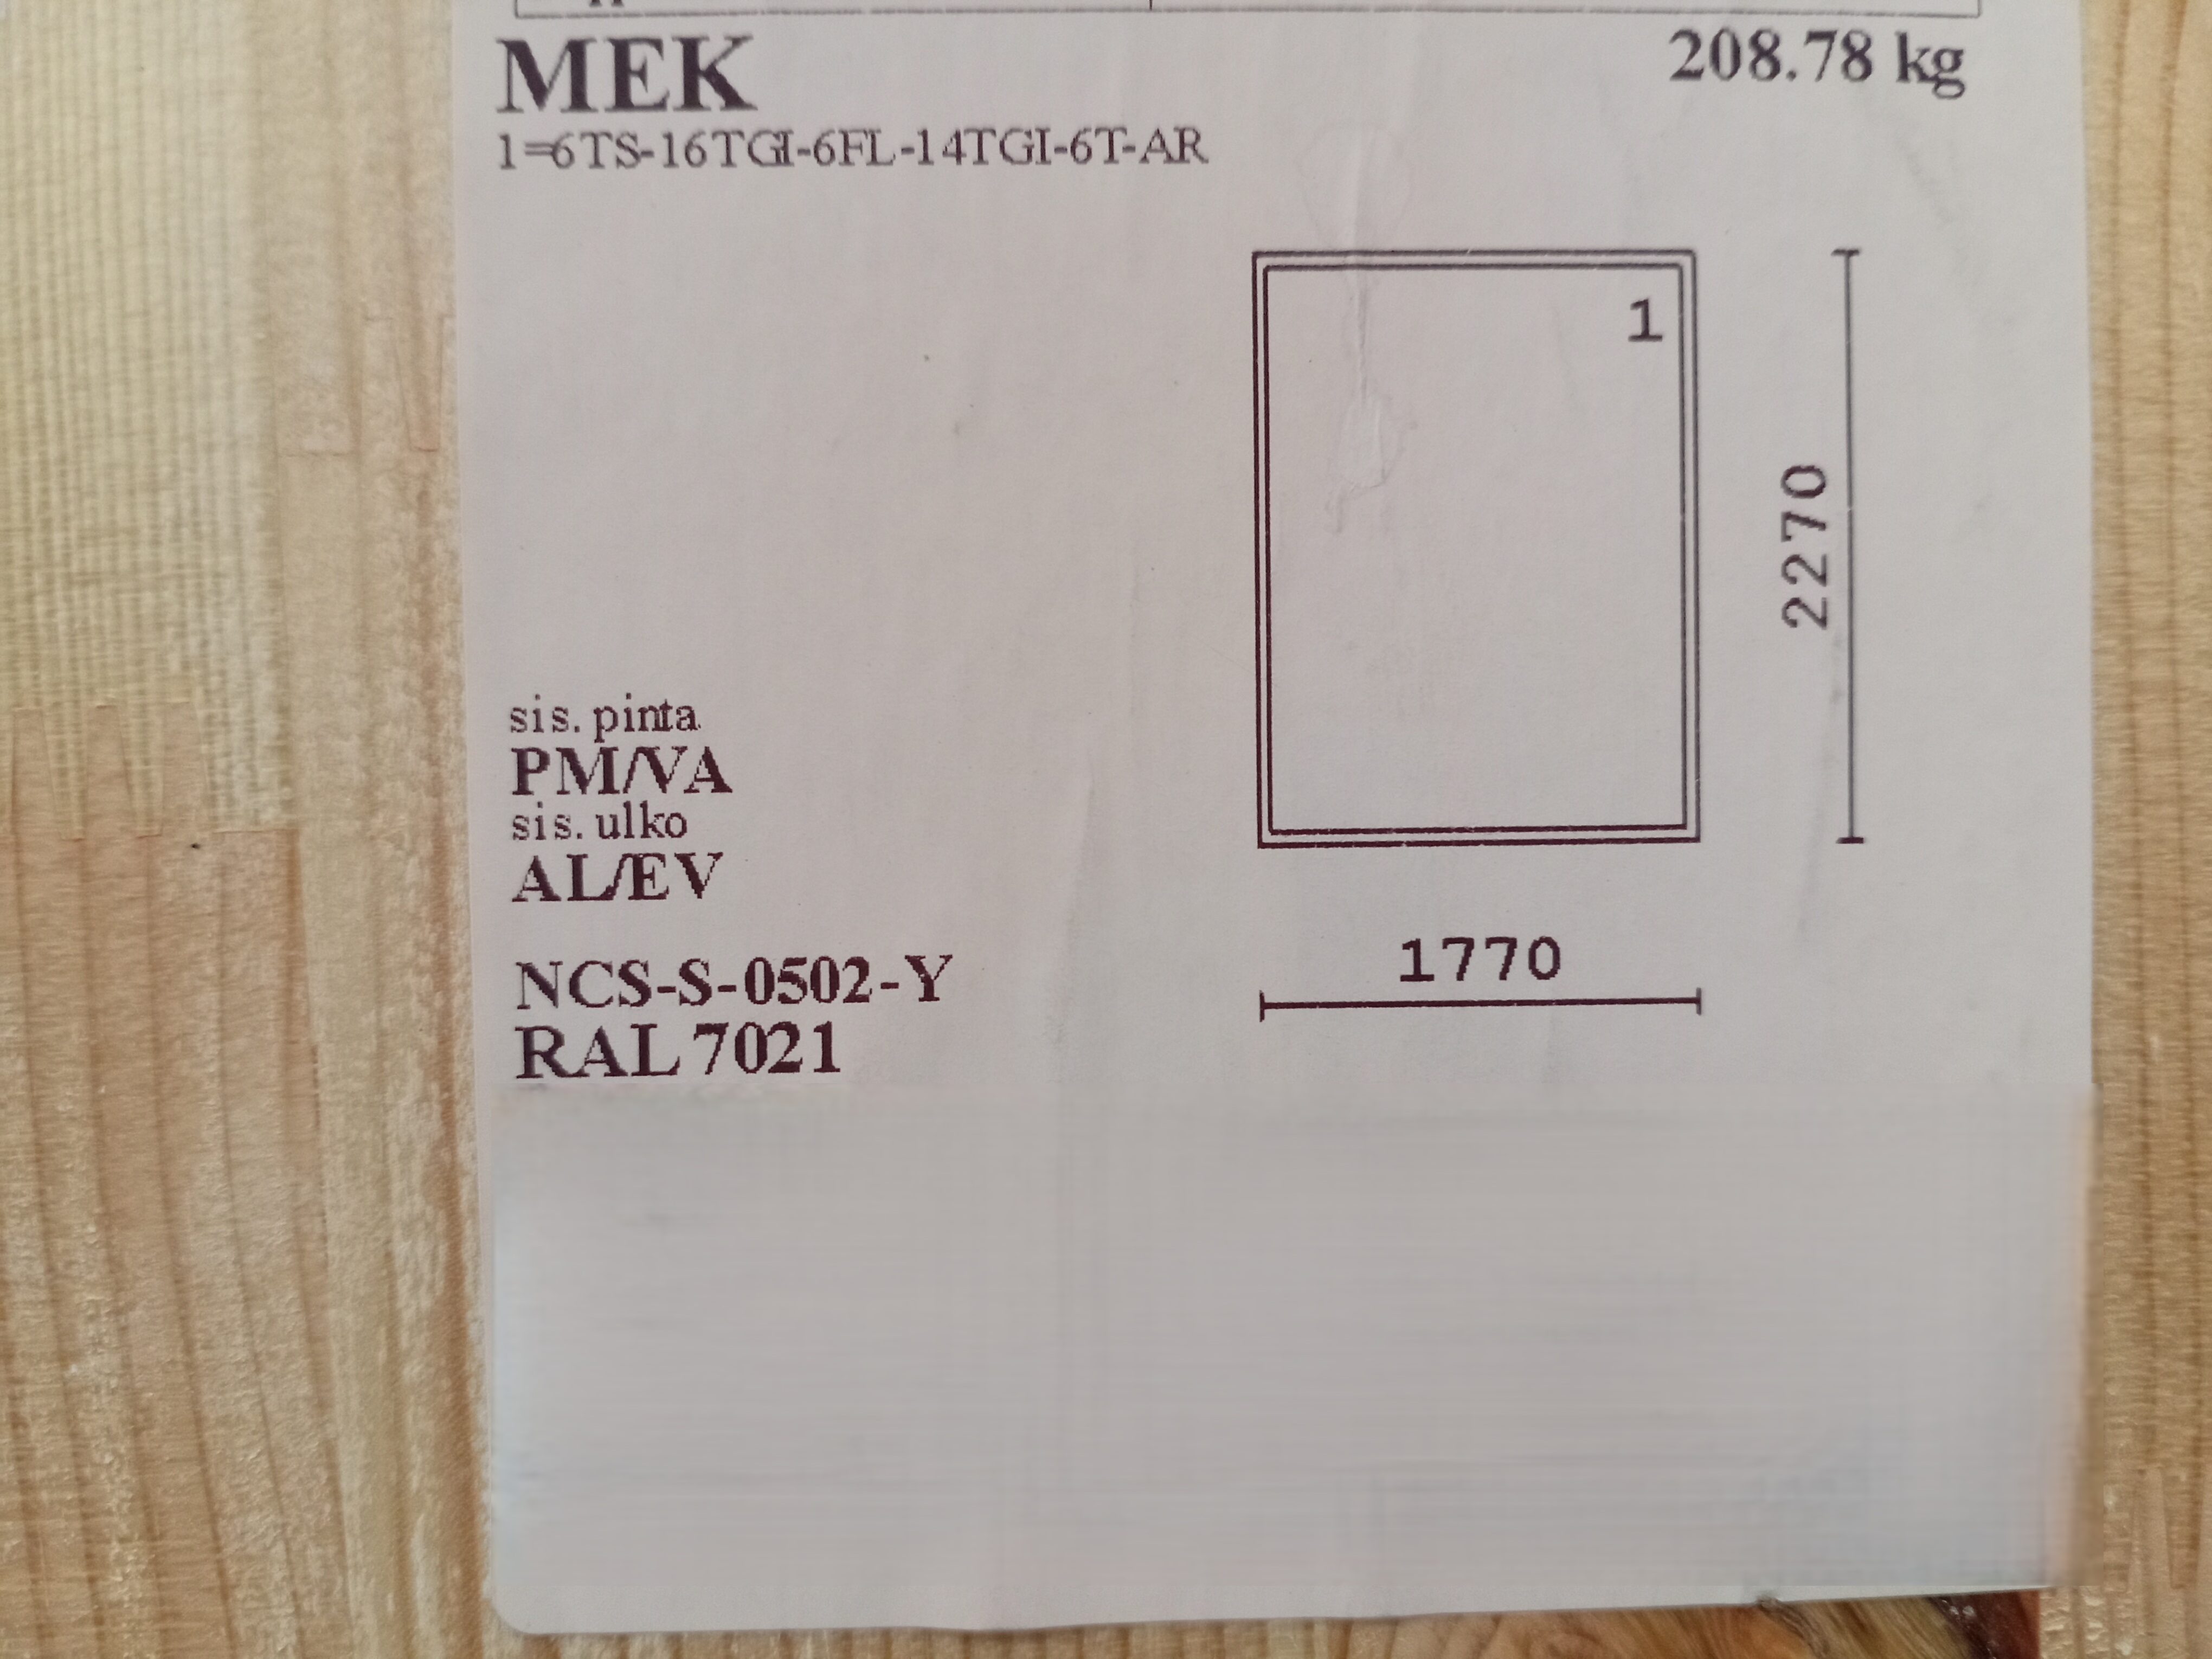 MEK
208.78 kg
1=6TS-16TGI-6FL-14TGI-6T-AR
1
2270
sis. pinta
PM/VA
sis. ulko
AL/EV
1770
NCS-S-0502-Y
RAL 7021